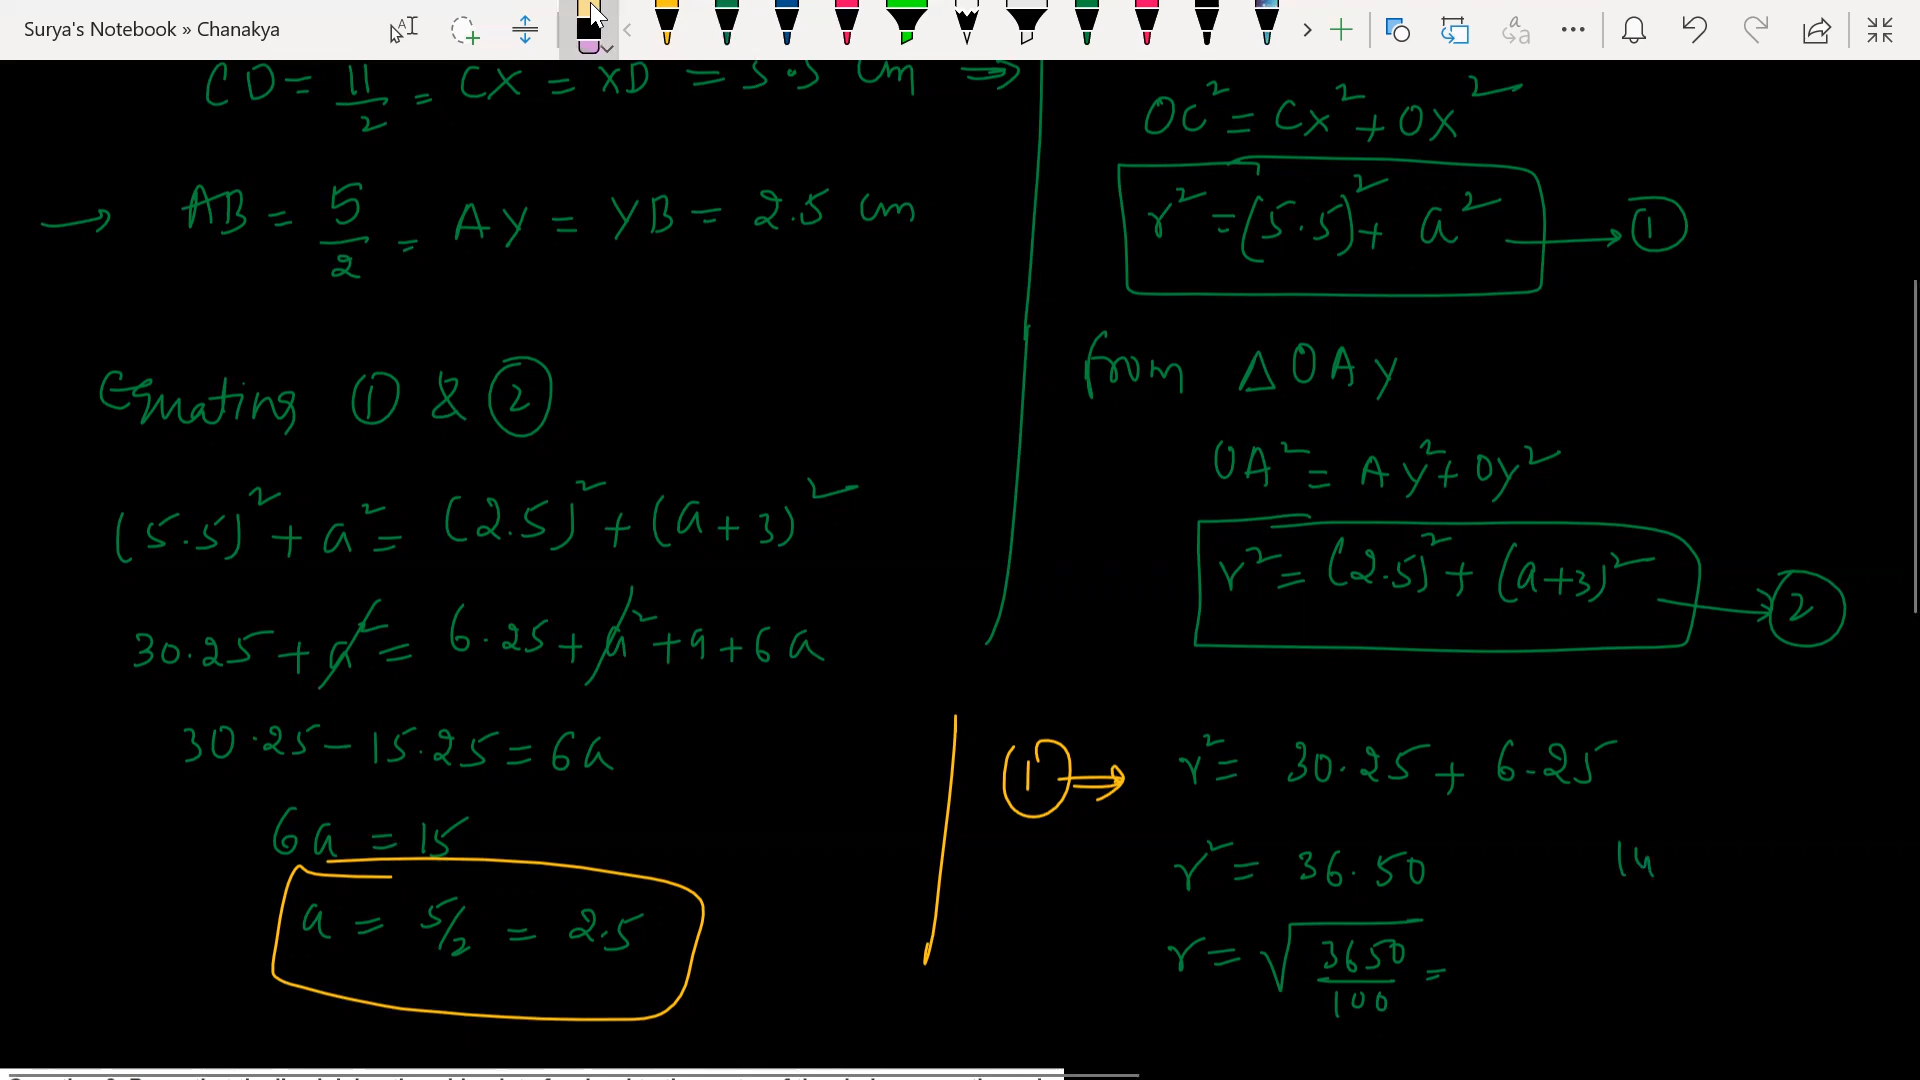 Surya's Notebook » Chanakya
CD = 11/2 = CX = XD = 5.5 cm ⇒
→ AB = 5/2 = AY = YB = 2.5 cm
Equating ① & ②
(5.5)² + a² = (2.5)² + (a+3)²
30.25 + a² = 6.25 + a² + 9 + 6a
30.25 – 15.25 = 6a
6a = 15
a = 5/2 = 2.5
OC² = CX² + OX²
r² = (5.5)² + a² → ①
from Δ OAY
OA² = AY² + OY²
r² = (2.5)² + (a+3)² → ②
① ⇒ r² = 30.25 + 6.25
r² = 36.50 14
r = √3650/100 =